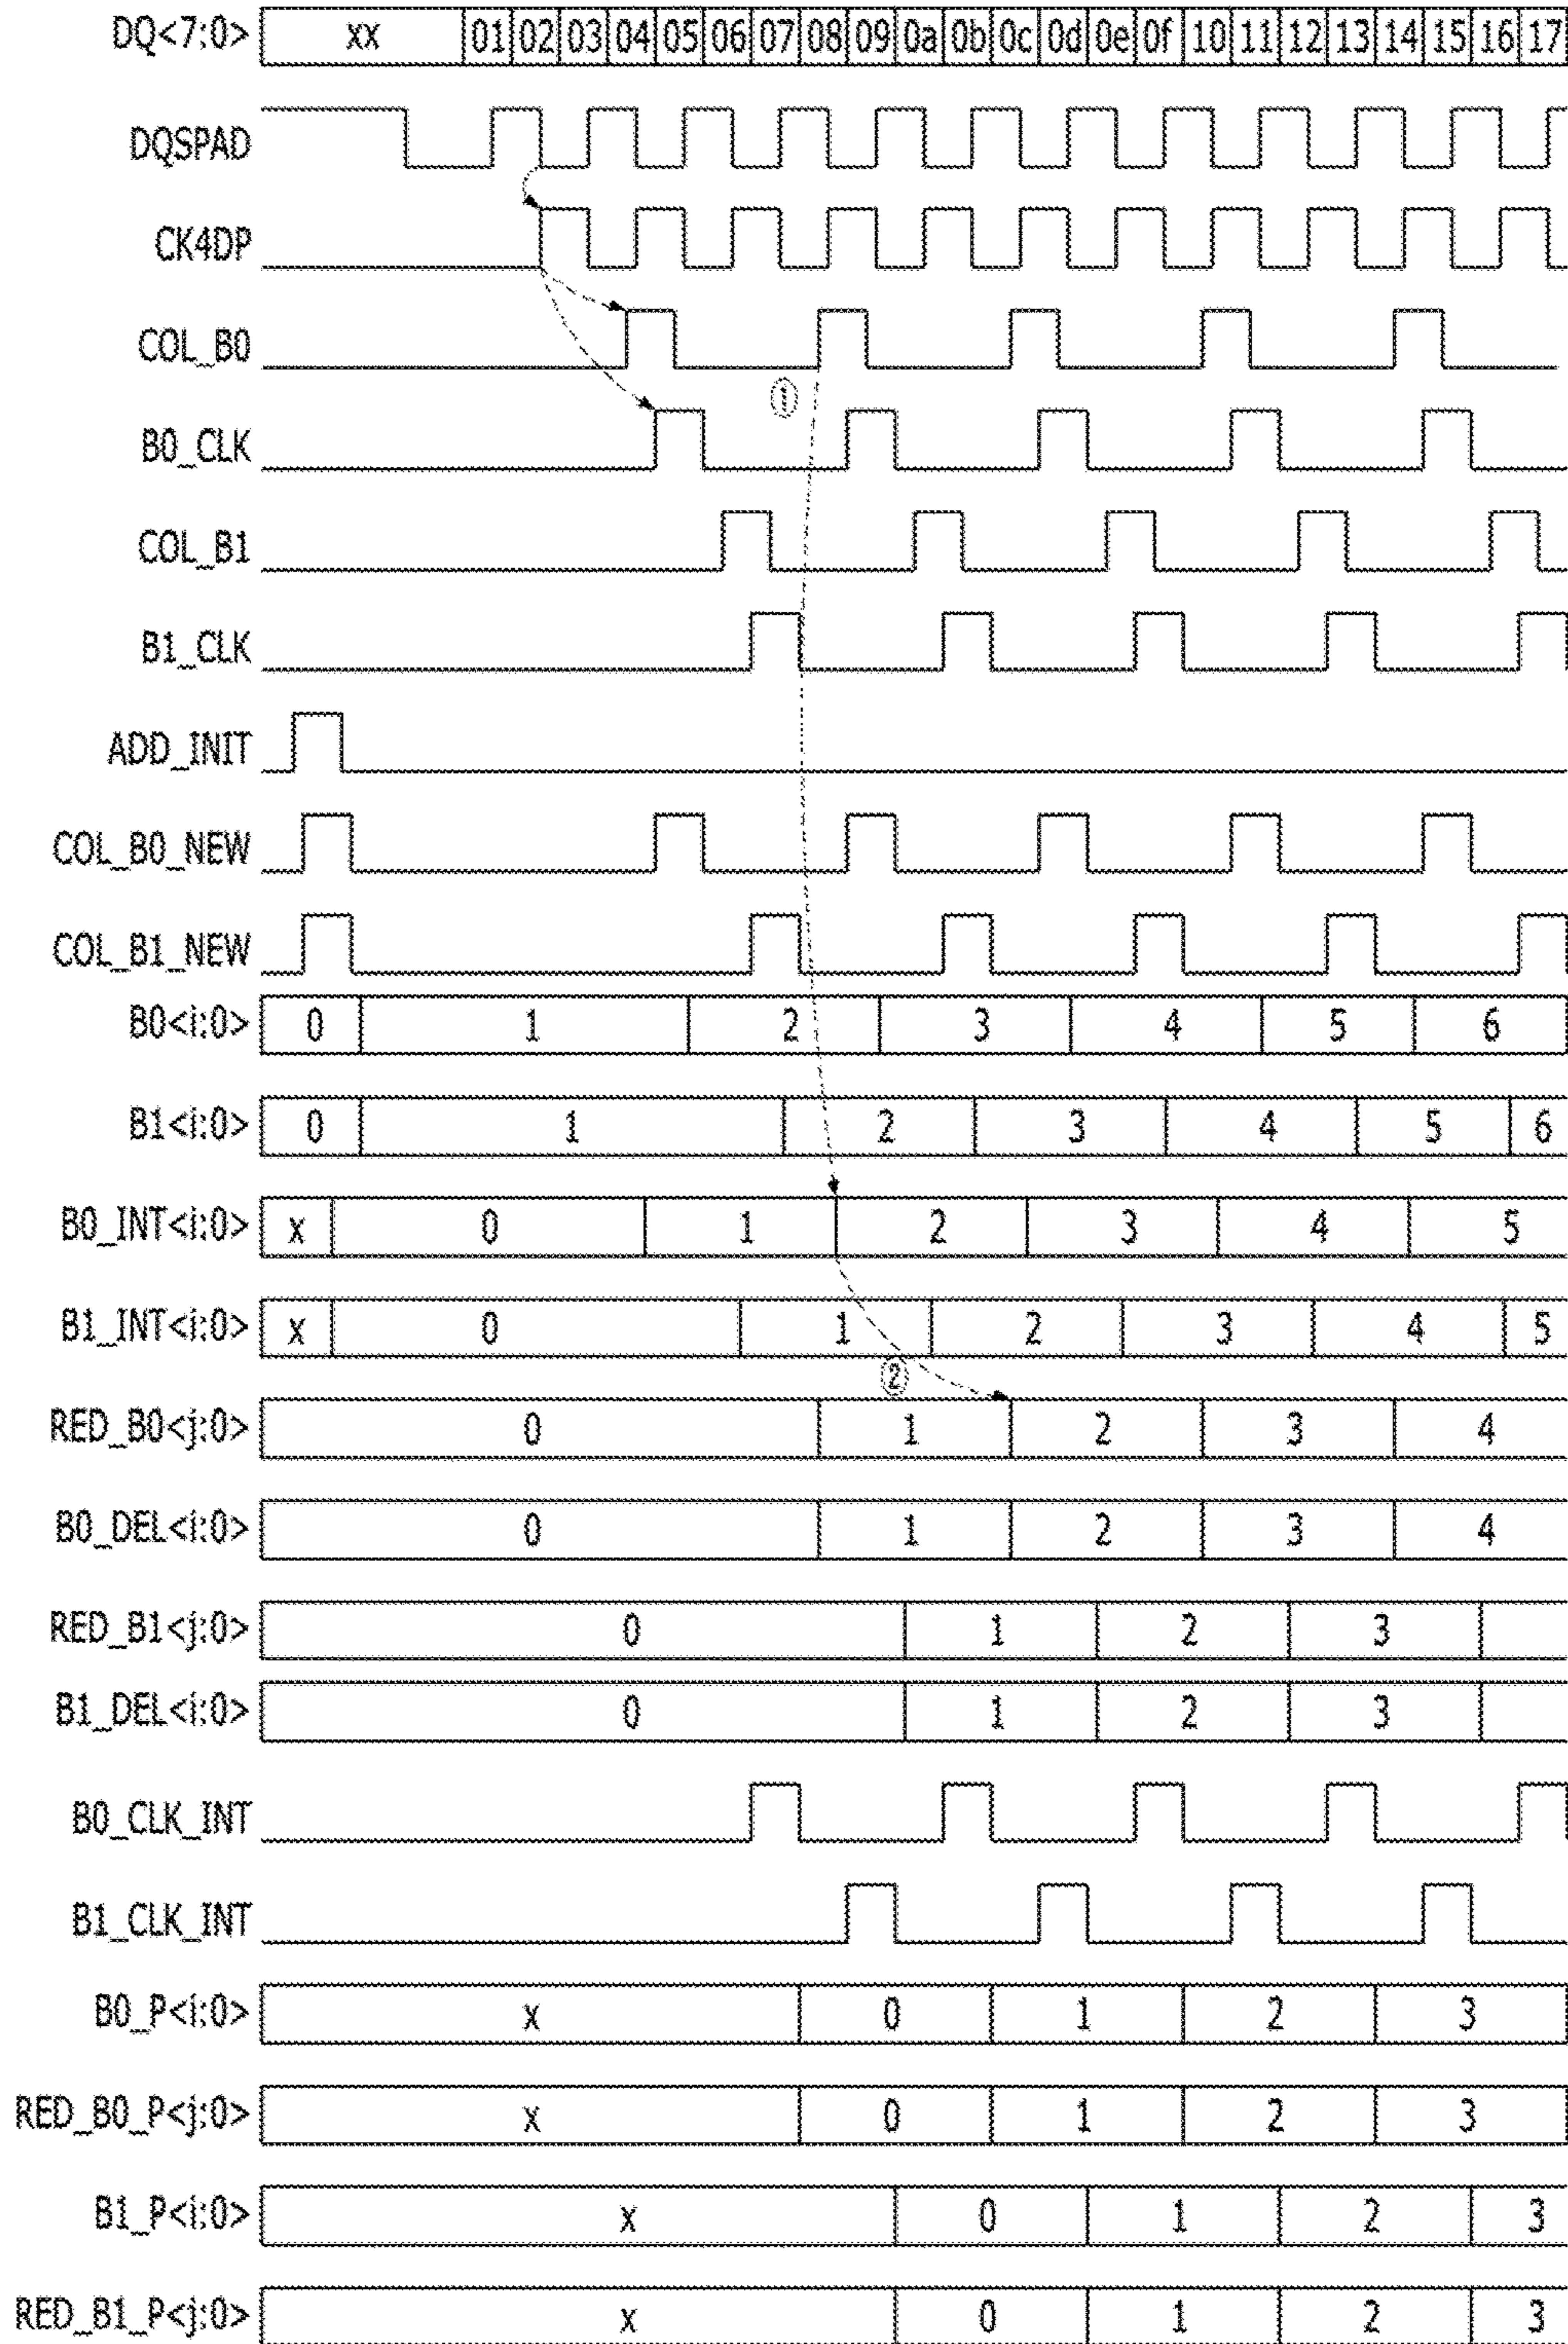 DQ<7:0> xx 01 02 03 04 05 06 07 08 09 0a 0b 0c 0d 0e 0f 10 11 12 13 14 15 16 17
DQSPAD
CK4DP
COL_B0
①
B0_CLK
COL_B1
B1_CLK
ADD_INIT
COL_B0_NEW
COL_B1_NEW
B0<i:0> 0 1 2 3 4 5 6
B1<i:0> 0 1 2 3 4 5 6
B0_INT<i:0> x 0 1 2 3 4 5
B1_INT<i:0> x 0 1 2 3 4 5
②
RED_B0<j:0> 0 1 2 3 4
B0_DEL<i:0> 0 1 2 3 4
RED_B1<j:0> 0 1 2 3
B1_DEL<i:0> 0 1 2 3
B0_CLK_INT
B1_CLK_INT
B0_P<i:0> x 0 1 2 3
RED_B0_P<j:0> x 0 1 2 3
B1_P<i:0> x 0 1 2 3
RED_B1_P<j:0> x 0 1 2 3